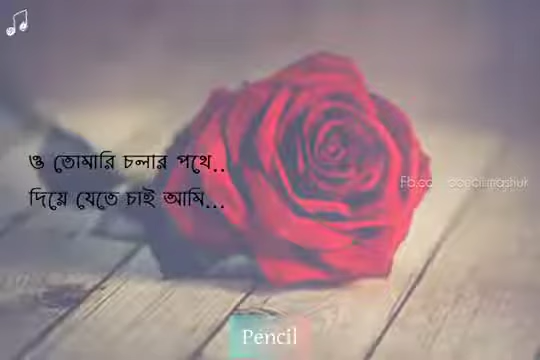 ও তোমারি চলার পথে..
দিয়ে যেতে চাই আমি...
Pencil